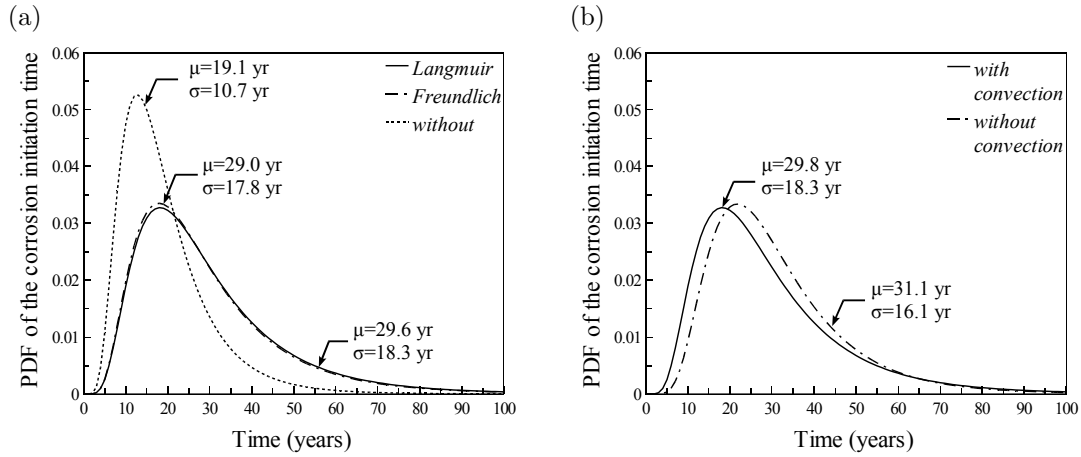 (a)
PDF of the corrosion initiation time
0.06
0.05
0.04
0.03
0.02
0.01
0
μ=19.1 yr
σ=10.7 yr
Langmuir
Freundlich
without
μ=29.0 yr
σ=17.8 yr
μ=29.6 yr
σ=18.3 yr
0 10 20 30 40 50 60 70 80 90 100
Time (years)
(b)
PDF of the corrosion initiation time
0.06
0.05
0.04
0.03
0.02
0.01
0
with
convection
without
convection
μ=29.8 yr
σ=18.3 yr
μ=31.1 yr
σ=16.1 yr
0 10 20 30 40 50 60 70 80 90 100
Time (years)